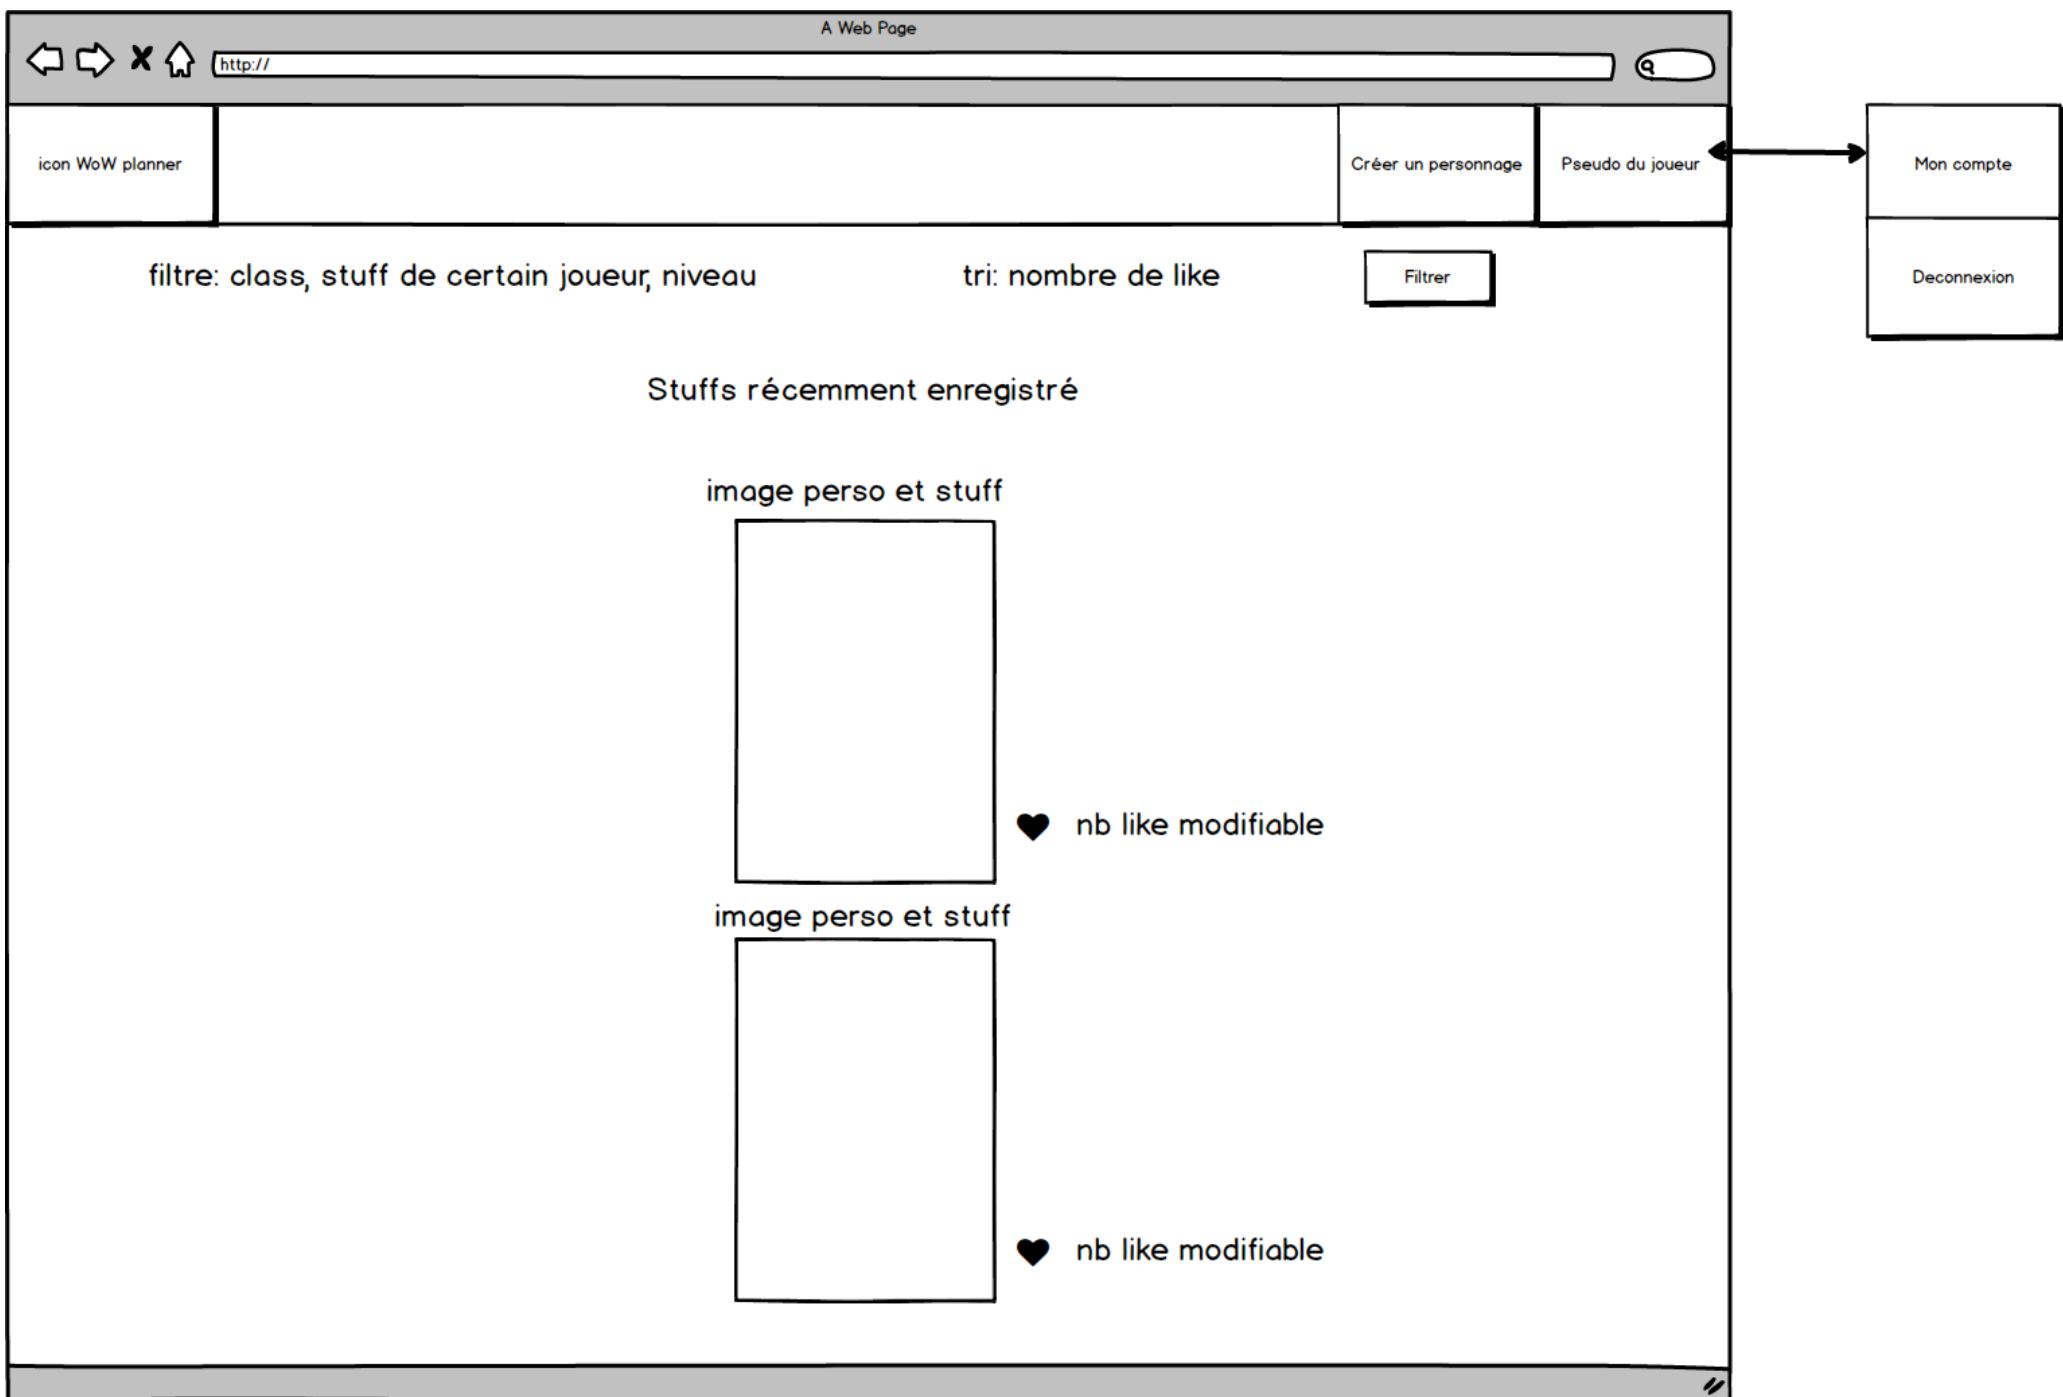 A Web Page
http://
icon WoW planner
Créer un personnage
Pseudo du joueur
Mon compte
Deconnexion
filtre: class, stuff de certain joueur, niveau
tri: nombre de like
Filtrer
Stuffs récemment enregistré
image perso et stuff
nb like modifiable
image perso et stuff
nb like modifiable